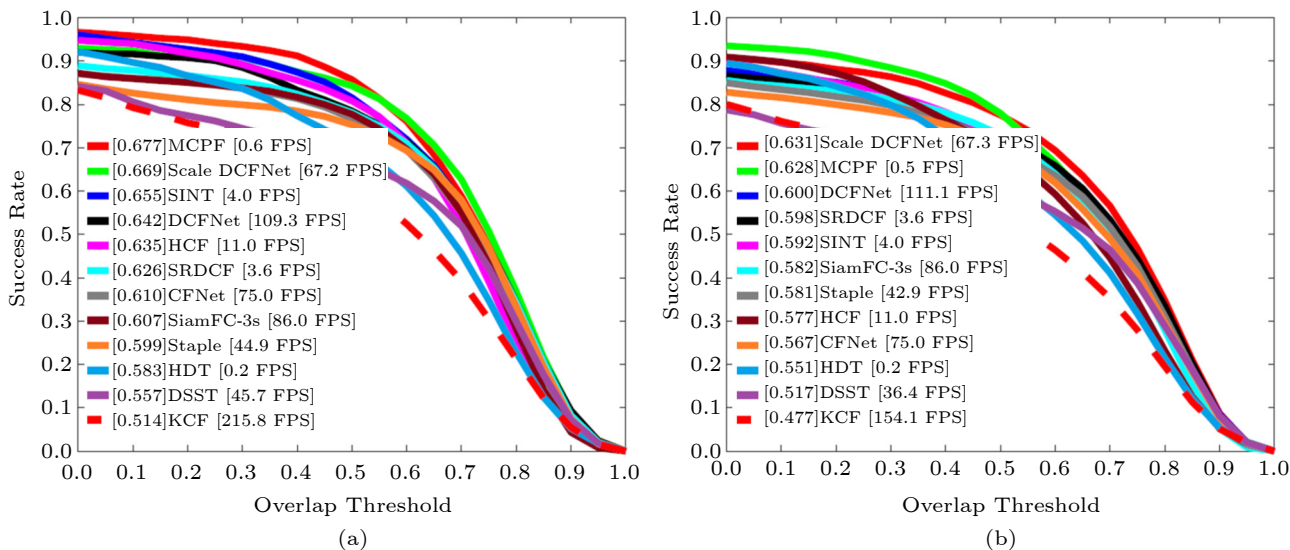 1.0
0.9
0.8
0.7
0.6
0.5
0.4
0.3
0.2
0.1
0.0
Success Rate
[0.677]MCPF [0.6 FPS]
[0.669]Scale DCFNet [67.2 FPS]
[0.655]SINT [4.0 FPS]
[0.642]DCFNet [109.3 FPS]
[0.635]HCF [11.0 FPS]
[0.626]SRDCF [3.6 FPS]
[0.610]CFNet [75.0 FPS]
[0.607]SiamFC-3s [86.0 FPS]
[0.599]Staple [44.9 FPS]
[0.583]HDT [0.2 FPS]
[0.557]DSST [45.7 FPS]
[0.514]KCF [215.8 FPS]
0.0 0.1 0.2 0.3 0.4 0.5 0.6 0.7 0.8 0.9 1.0
Overlap Threshold
(a)
1.0
0.9
0.8
0.7
0.6
0.5
0.4
0.3
0.2
0.1
0.0
Success Rate
[0.631]Scale DCFNet [67.3 FPS]
[0.628]MCPF [0.5 FPS]
[0.600]DCFNet [111.1 FPS]
[0.598]SRDCF [3.6 FPS]
[0.592]SINT [4.0 FPS]
[0.582]SiamFC-3s [86.0 FPS]
[0.581]Staple [42.9 FPS]
[0.577]HCF [11.0 FPS]
[0.567]CFNet [75.0 FPS]
[0.551]HDT [0.2 FPS]
[0.517]DSST [36.4 FPS]
[0.477]KCF [154.1 FPS]
0.0 0.1 0.2 0.3 0.4 0.5 0.6 0.7 0.8 0.9 1.0
Overlap Threshold
(b)